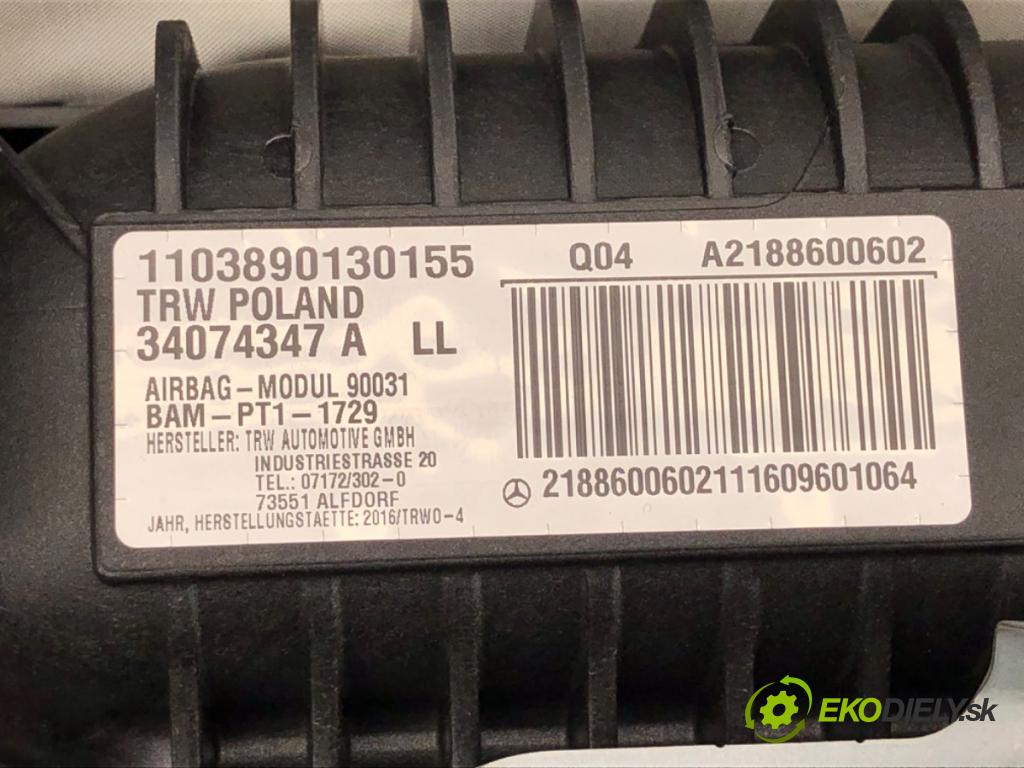 1103890130155
TRW POLAND
34074347 A LL
AIRBAG-MODUL 90031
BAM-PT1-1729
HERSTELLER: TRW AUTOMOTIVE GMBH
INDUSTRIESTRASSE 20
TEL.: 07172/302-0
73551 ALFDORF
JAHR, HERSTELLUNGSTAETTE: 2016/TRWO-4
Q04 A2188600602
2188600602111609601064
EKODIELY.sk